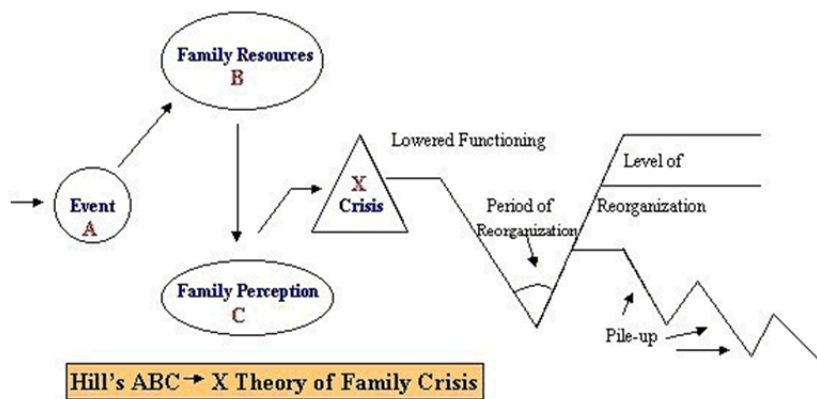 Family Resources
B
Event
A
Family Perception
C
X
Crisis
Lowered Functioning
Period of
Reorganization
Level of
Reorganization
Pile-up
Hill's ABC → X Theory of Family Crisis